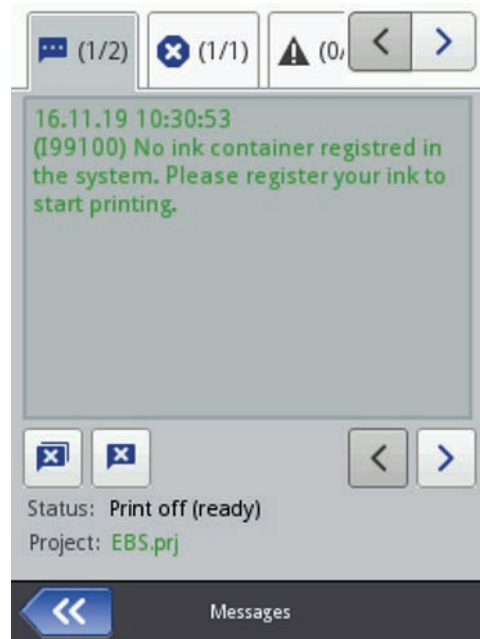 (1/2) (1/1) (0/
16.11.19 10:30:53
(I99100) No ink container registred in
the system. Please register your ink to
start printing.
Status: Print off (ready)
Project: EBS.prj
Messages